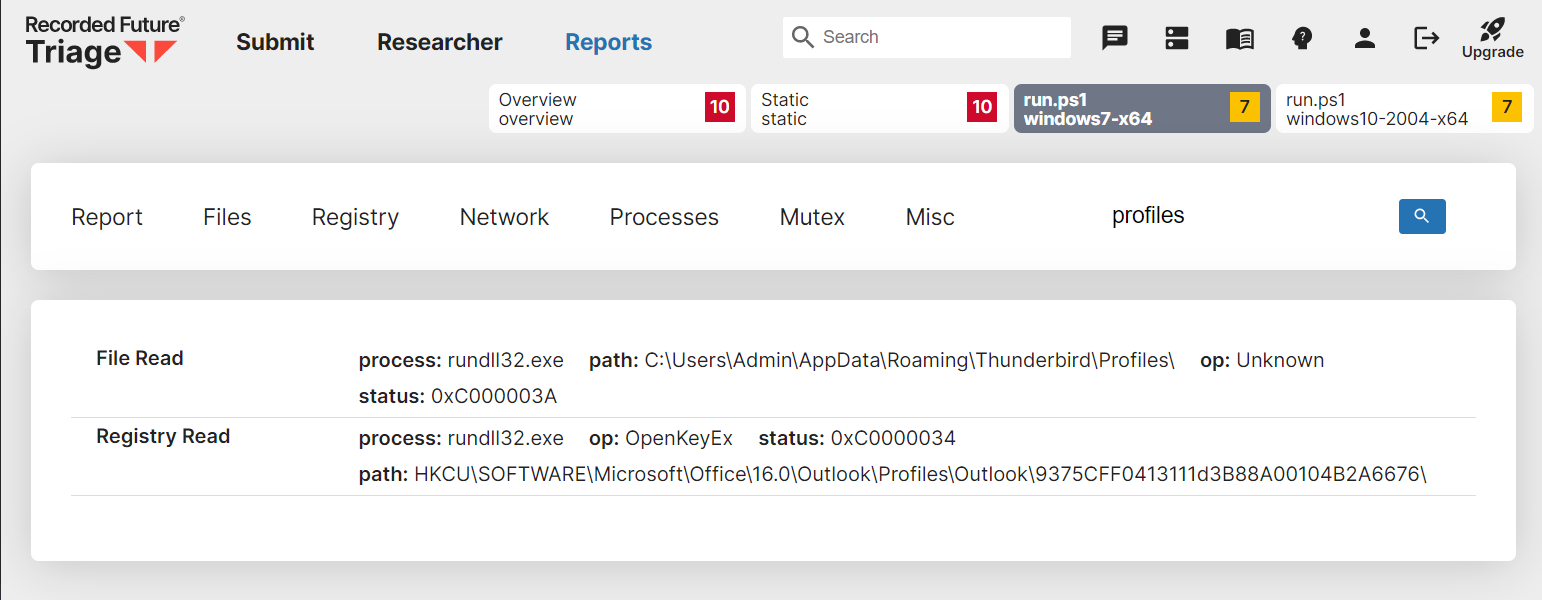 Recorded Future®
Triage
Submit
Researcher
Reports
Search
Upgrade
Overview
overview
10
Static
static
10
run.ps1
windows7-x64
7
run.ps1
windows10-2004-x64
7
Report
Files
Registry
Network
Processes
Mutex
Misc
profiles
File Read
process: rundll32.exe path: C:\Users\Admin\AppData\Roaming\Thunderbird\Profiles\ op: Unknown
status: 0xC000003A
Registry Read
process: rundll32.exe op: OpenKeyEx status: 0xC0000034
path: HKCU\SOFTWARE\Microsoft\Office\16.0\Outlook\Profiles\Outlook\9375CFF0413111d3B88A00104B2A6676\